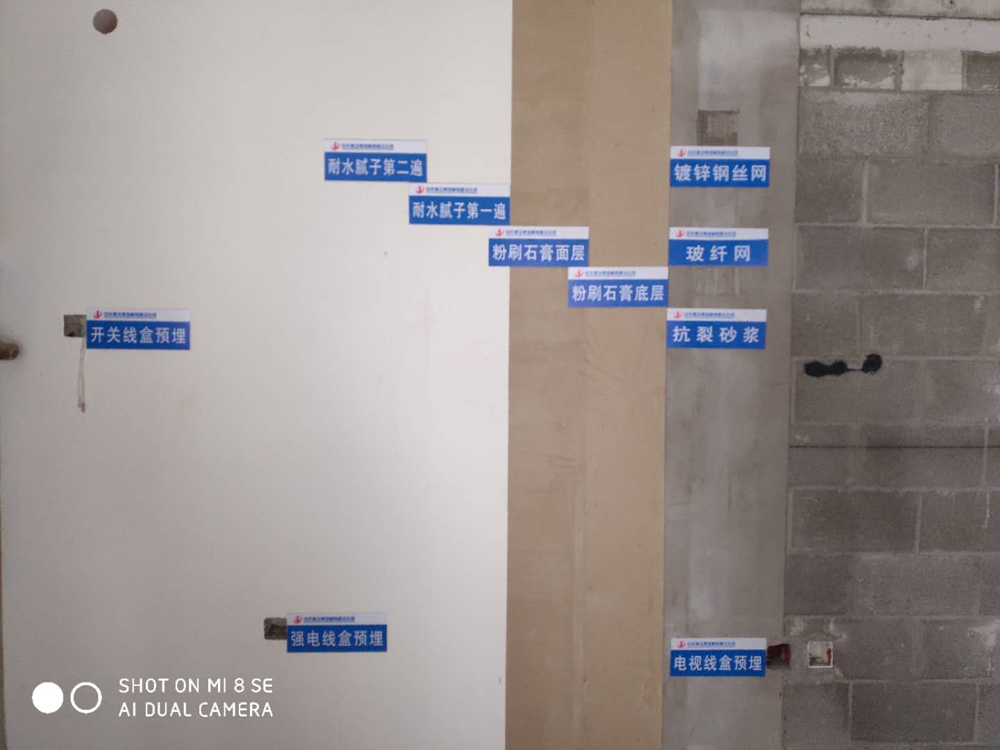 耐水腻子第二遍
镀锌钢丝网
耐水腻子第一遍
粉刷石膏面层
玻纤网
粉刷石膏底层
开关线盒预埋
抗裂砂浆
强电线盒预埋
电视线盒预埋
SHOT ON MI 8 SE
AI DUAL CAMERA